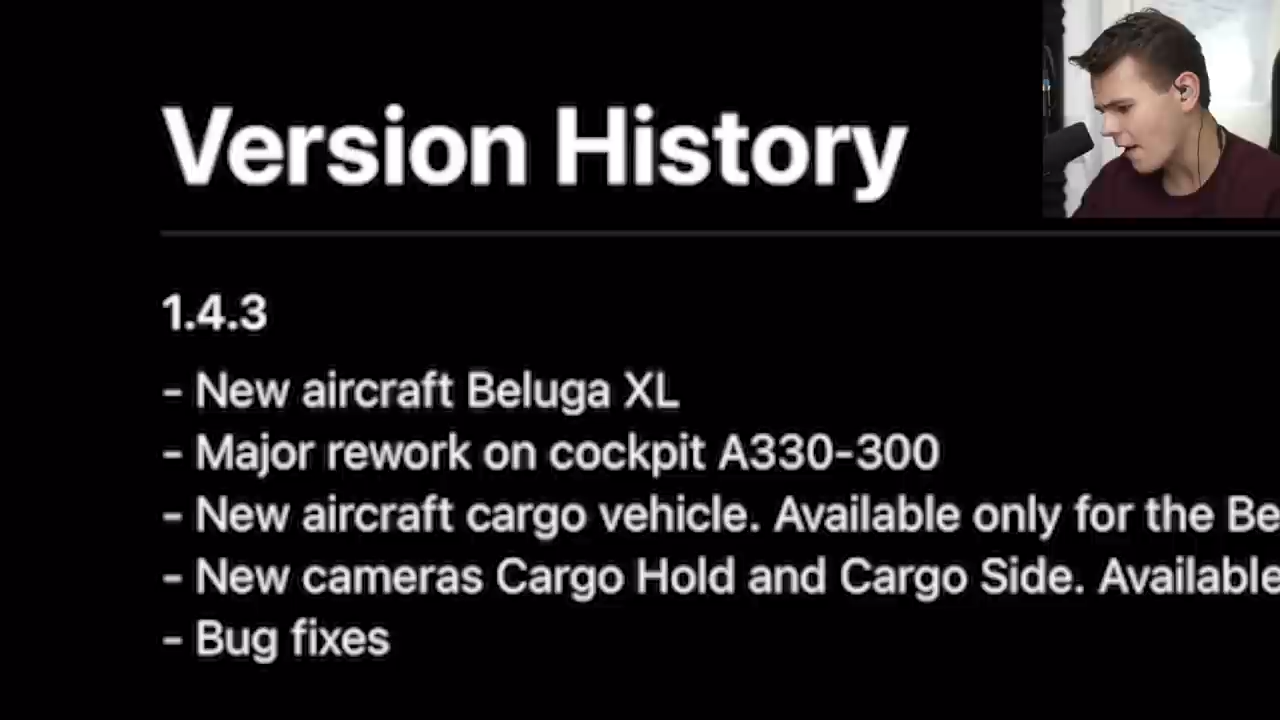 Version History
1.4.3
- New aircraft Beluga XL
- Major rework on cockpit A330-300
- New aircraft cargo vehicle. Available only for the Be
- New cameras Cargo Hold and Cargo Side. Available
- Bug fixes